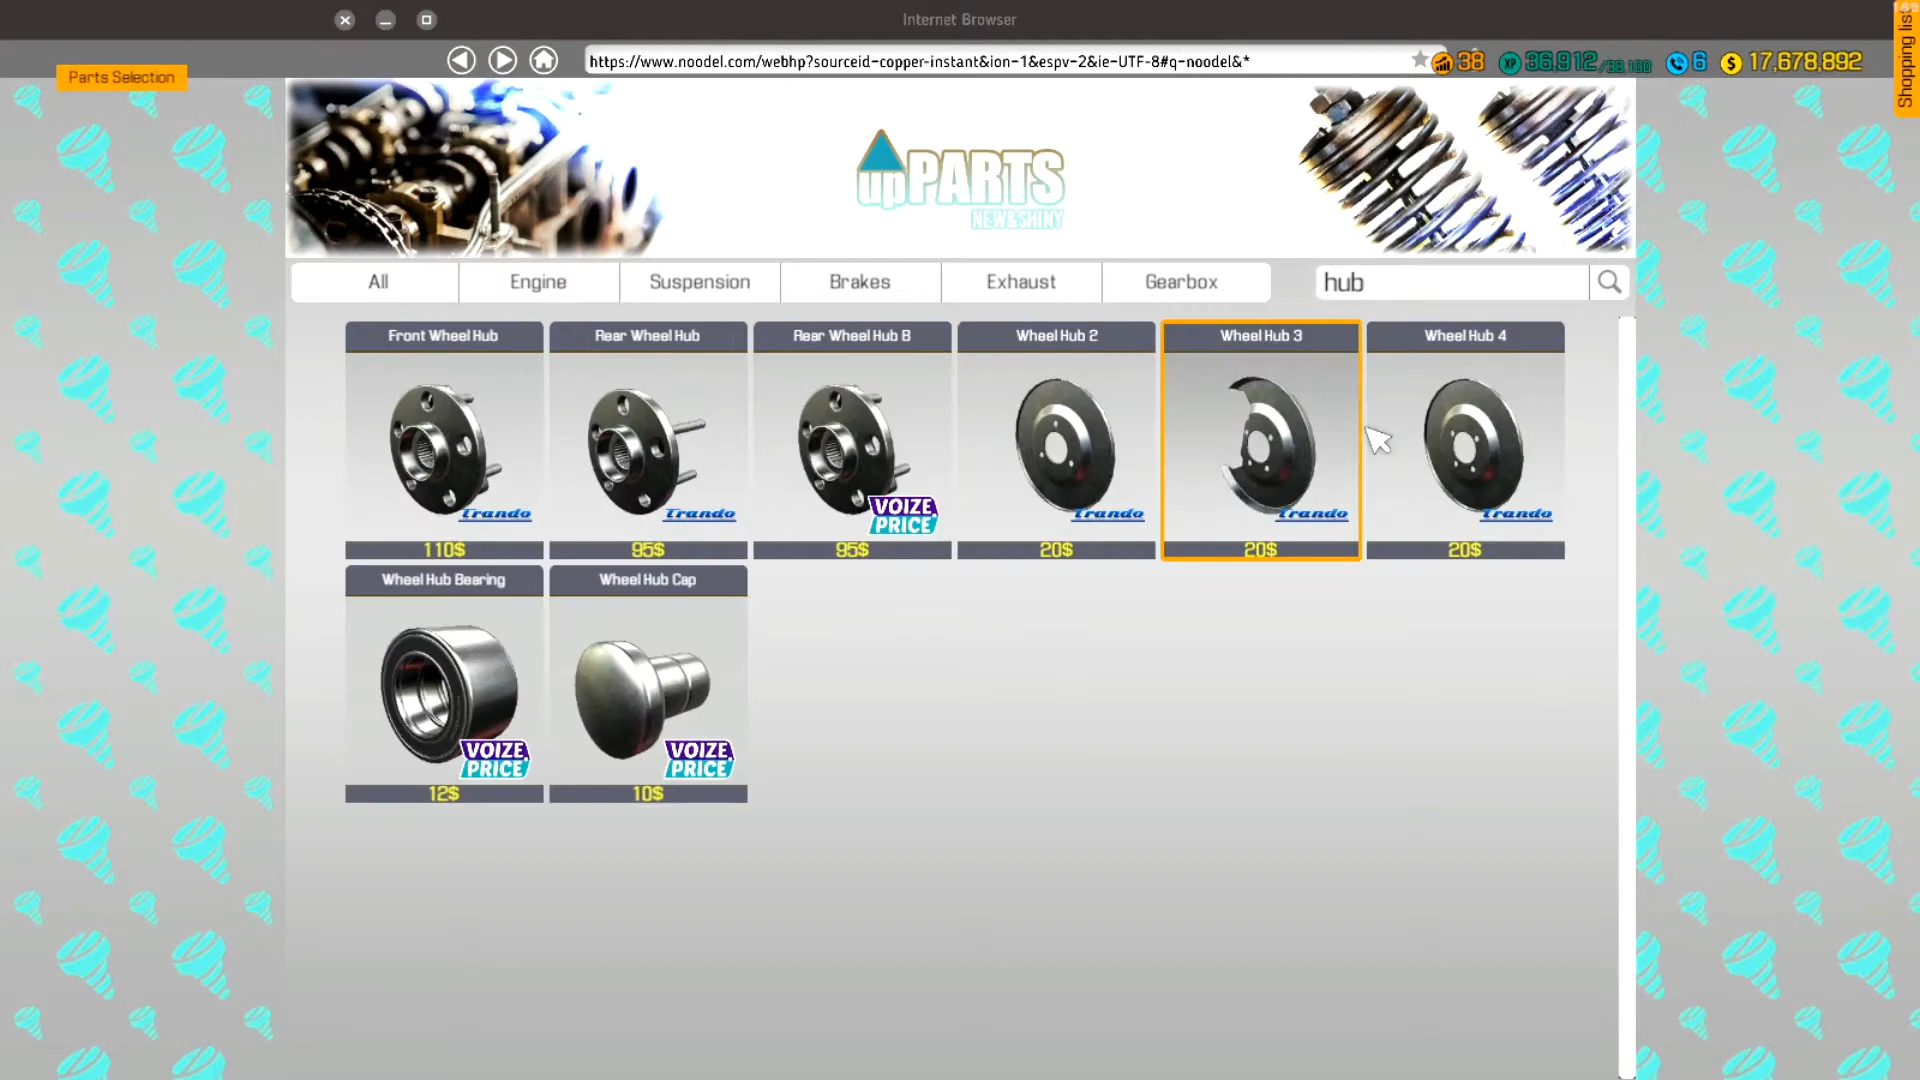 Internet Browser
https://www.noodel.com/webhp?sourceid-copper-instant&ion-1&espv-2&ie-UTF-8#q-noodel&*
38
XP 36,912/39,100
6
$ 17,678,892
Shopping list
Parts Selection
upPARTS
NEW&SHINY
All
Engine
Suspension
Brakes
Exhaust
Gearbox
hub
Front Wheel Hub
Rear Wheel Hub
Rear Wheel Hub B
Wheel Hub 2
Wheel Hub 3
Wheel Hub 4
Trando
Trando
VOIZE
PRICE
Trando
Trando
Trando
110$
95$
95$
20$
20$
20$
Wheel Hub Bearing
Wheel Hub Cap
VOIZE
PRICE
VOIZE
PRICE
12$
10$